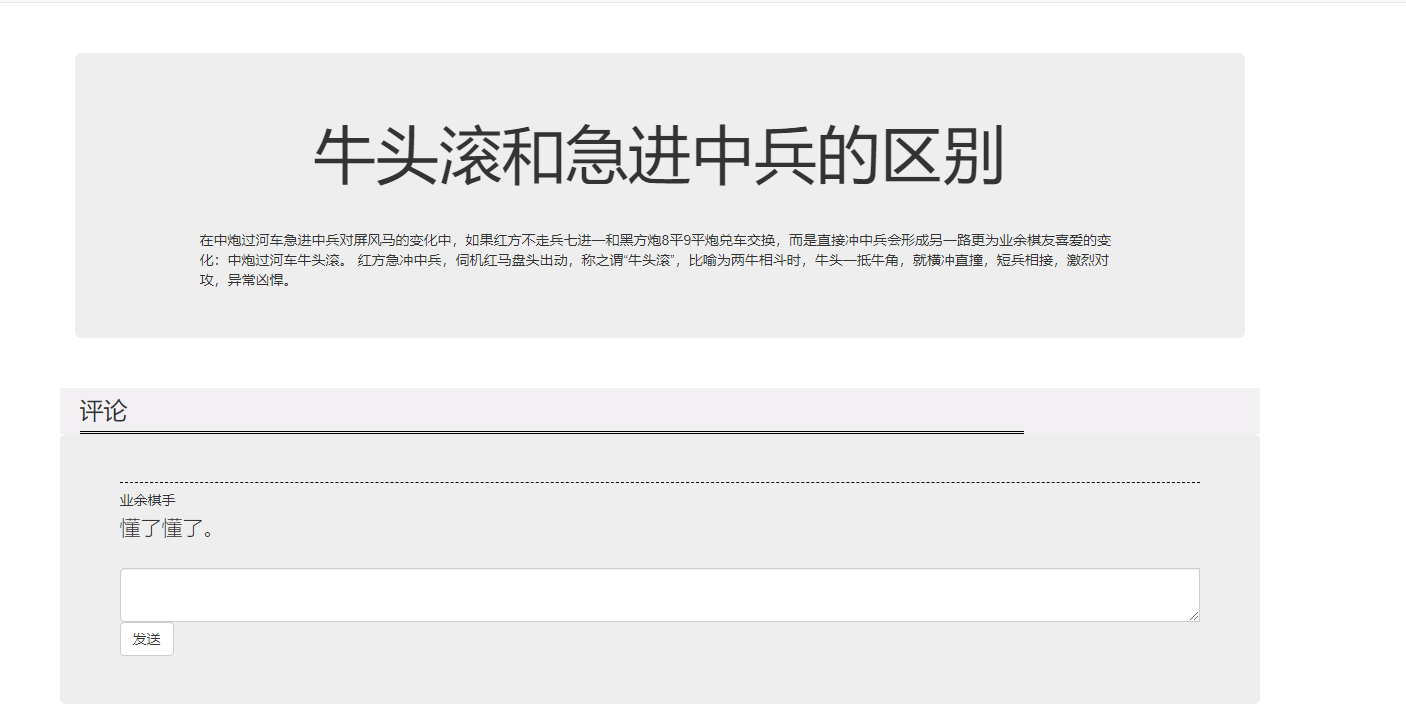 牛头滚和急进中兵的区别
在中炮过河车急进中兵对屏风马的变化中，如果红方不走兵七进一和黑方炮8平9平炮兑车交换，而是直接冲中兵会形成另一路更为业余棋友喜爱的变
化：中炮过河车牛头滚。 红方急冲中兵，伺机红马盘头出动，称之谓“牛头滚”，比喻为两牛相斗时，牛头一抵牛角，就横冲直撞，短兵相接，激烈对
攻，异常凶悍。
评论
业余棋手
懂了懂了。
发送